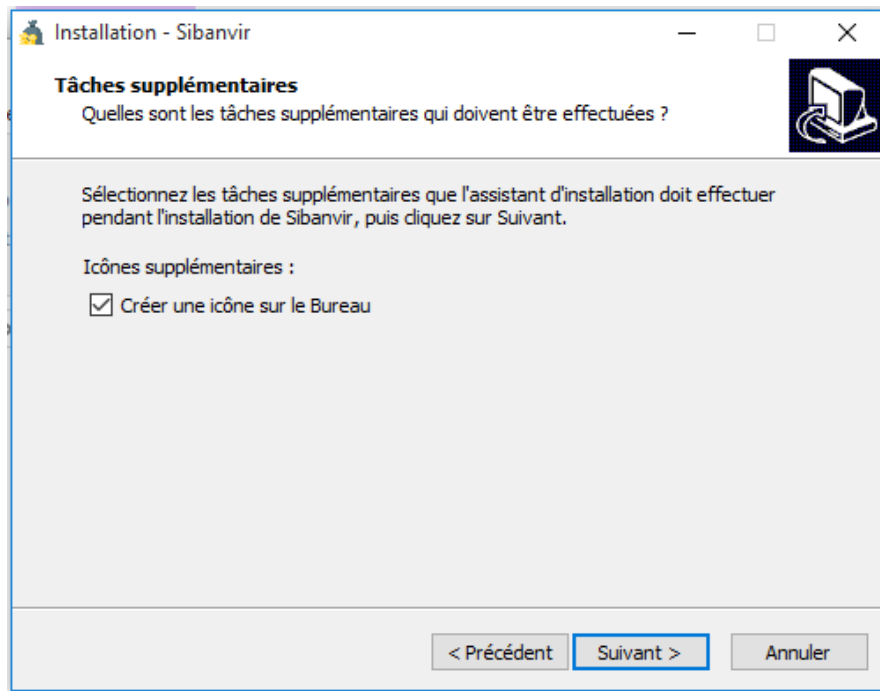 Installation - Sibanvir
Tâches supplémentaires
Quelles sont les tâches supplémentaires qui doivent être effectuées ?
Sélectionnez les tâches supplémentaires que l'assistant d'installation doit effectuer
pendant l'installation de Sibanvir, puis cliquez sur Suivant.
Icônes supplémentaires :
Créer une icône sur le Bureau
< Précédent
Suivant >
Annuler